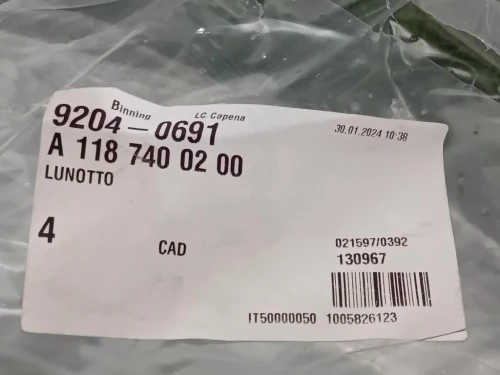 Binning LC Capena
9204-0691 30.01.2024 10:38
A 118 740 02 00
LUNOTTO
4 CAD 021597/0392
130967
IT50000050 1005826123